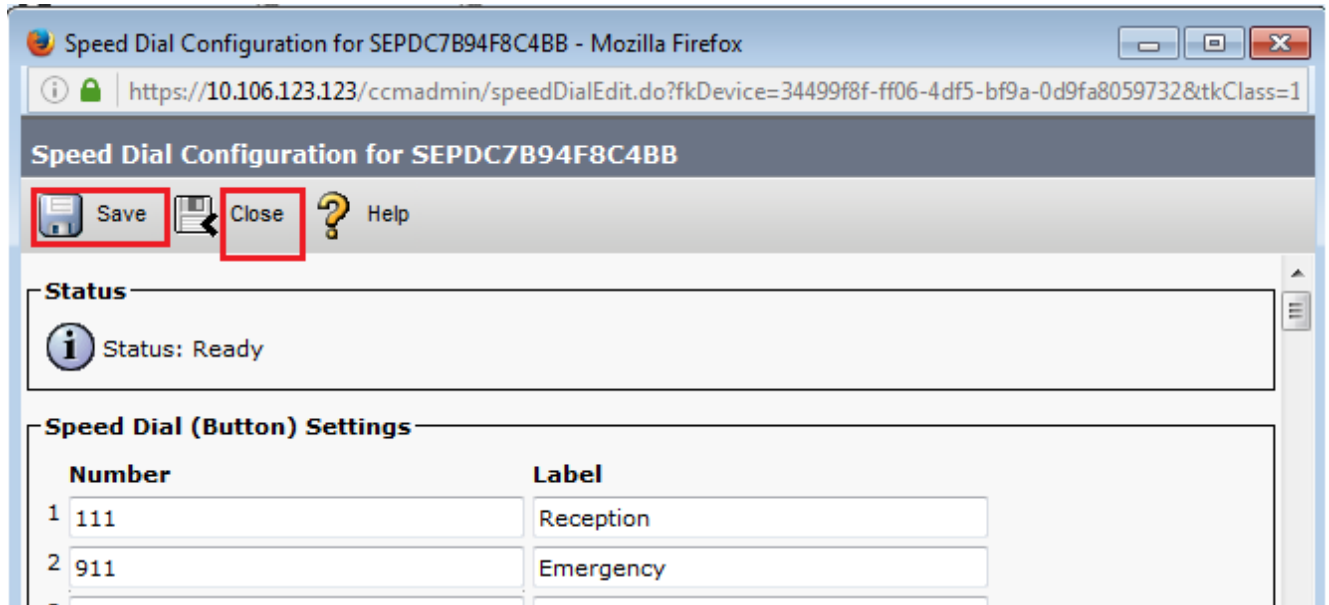 Speed Dial Configuration for SEPDC7B94F8C4BB - Mozilla Firefox
https://10.106.123.123/ccmadmin/speedDialEdit.do?fkDevice=34499f8f-ff06-4df5-bf9a-0d9fa8059732&tkClass=1
Speed Dial Configuration for SEPDC7B94F8C4BB
Save Close Help
Status
Status: Ready
Speed Dial (Button) Settings
Number Label
1 111 Reception
2 911 Emergency